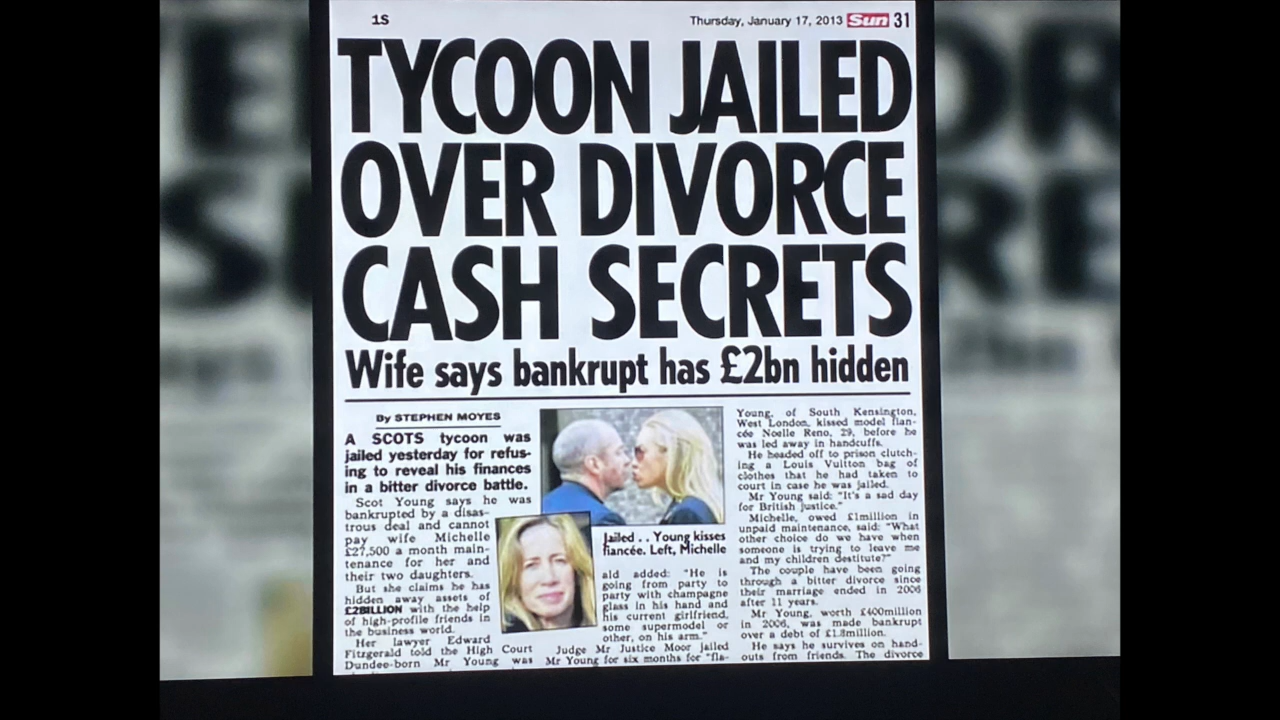 1S
Thursday, January 17, 2013 Sun 31
TYCOON JAILED
OVER DIVORCE
CASH SECRETS
Wife says bankrupt has £2bn hidden
By STEPHEN MOYES
A SCOTS tycoon was
jailed yesterday for refus-
ing to reveal his finances
in a bitter divorce battle.
Scot Young says he was
bankrupted by a disas-
trous deal and cannot
pay wife Michelle
£27,500 a month main-
tenance for her and
their two daughters.
But she claims he has
hidden away assets of
£2BILLION with the help
of high-profile friends in
the business world.
Her lawyer Edward
Fitzgerald told the High Court
Dundee-born Mr Young was
Jailed . . Young kisses
fiancée. Left, Michelle
ald added: "He is
going from party to
party with champagne
glass in his hand and
his current girlfriend,
some supermodel or
other, on his arm."
Judge Mr Justice Moor jailed
Mr Young for six months for "fla-
Young, of South Kensington,
West London, kissed model fian-
cée Noelle Reno, 29, before he
was led away in handcuffs.
He headed off to prison clutch-
ing a Louis Vuitton bag of
clothes that he had taken to
court in case he was jailed.
Mr Young said: "It's a sad day
for British justice."
Michelle, owed £1million in
unpaid maintenance, said: "What
other choice do we have when
someone is trying to leave me
and my children destitute?"
The couple have been going
through a bitter divorce since
their marriage ended in 2006
after 11 years.
Mr Young, worth £400million
in 2006, was made bankrupt
over a debt of £1.8million.
He says he survives on hand-
outs from friends. The divorce